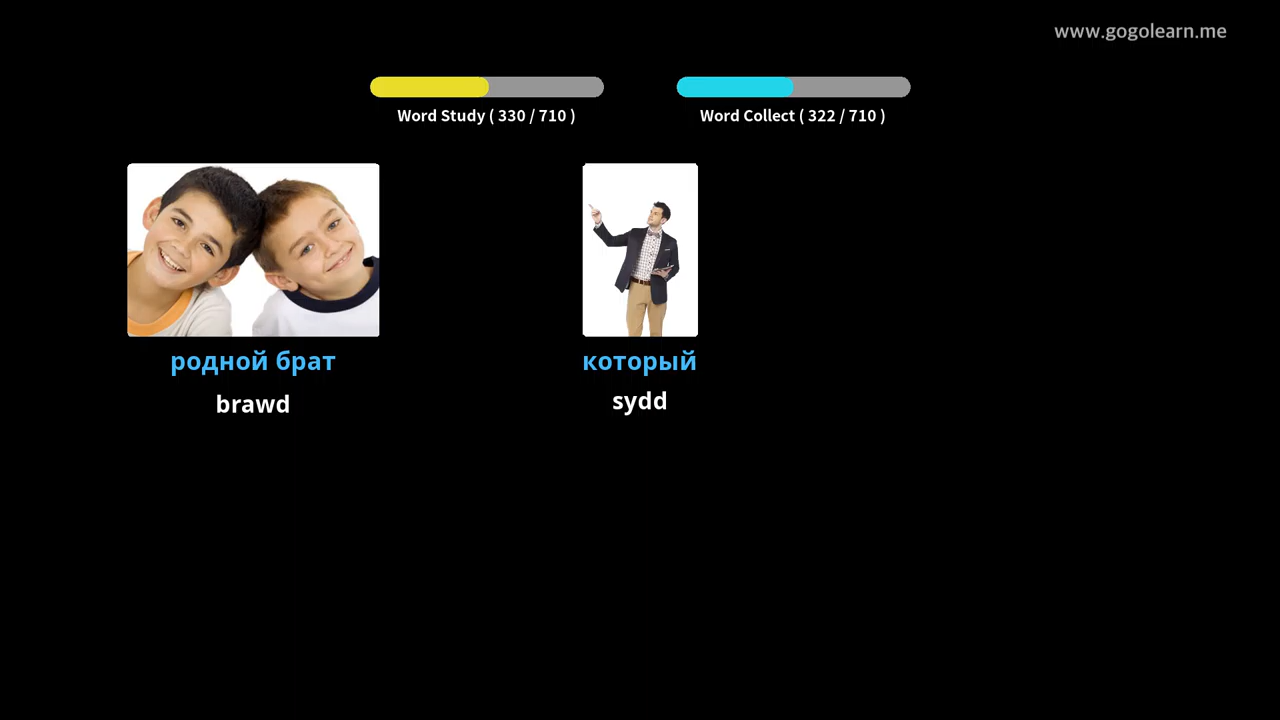 www.gogolearn.me
Word Study ( 330 / 710 )
Word Collect ( 322 / 710 )
родной брат
который
brawd
sydd